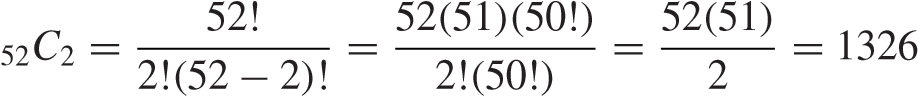 ₅₂C₂ = 52!/(2!(52 − 2)!) = 52(51)(50!)/(2!(50!)) = 52(51)/2 = 1326